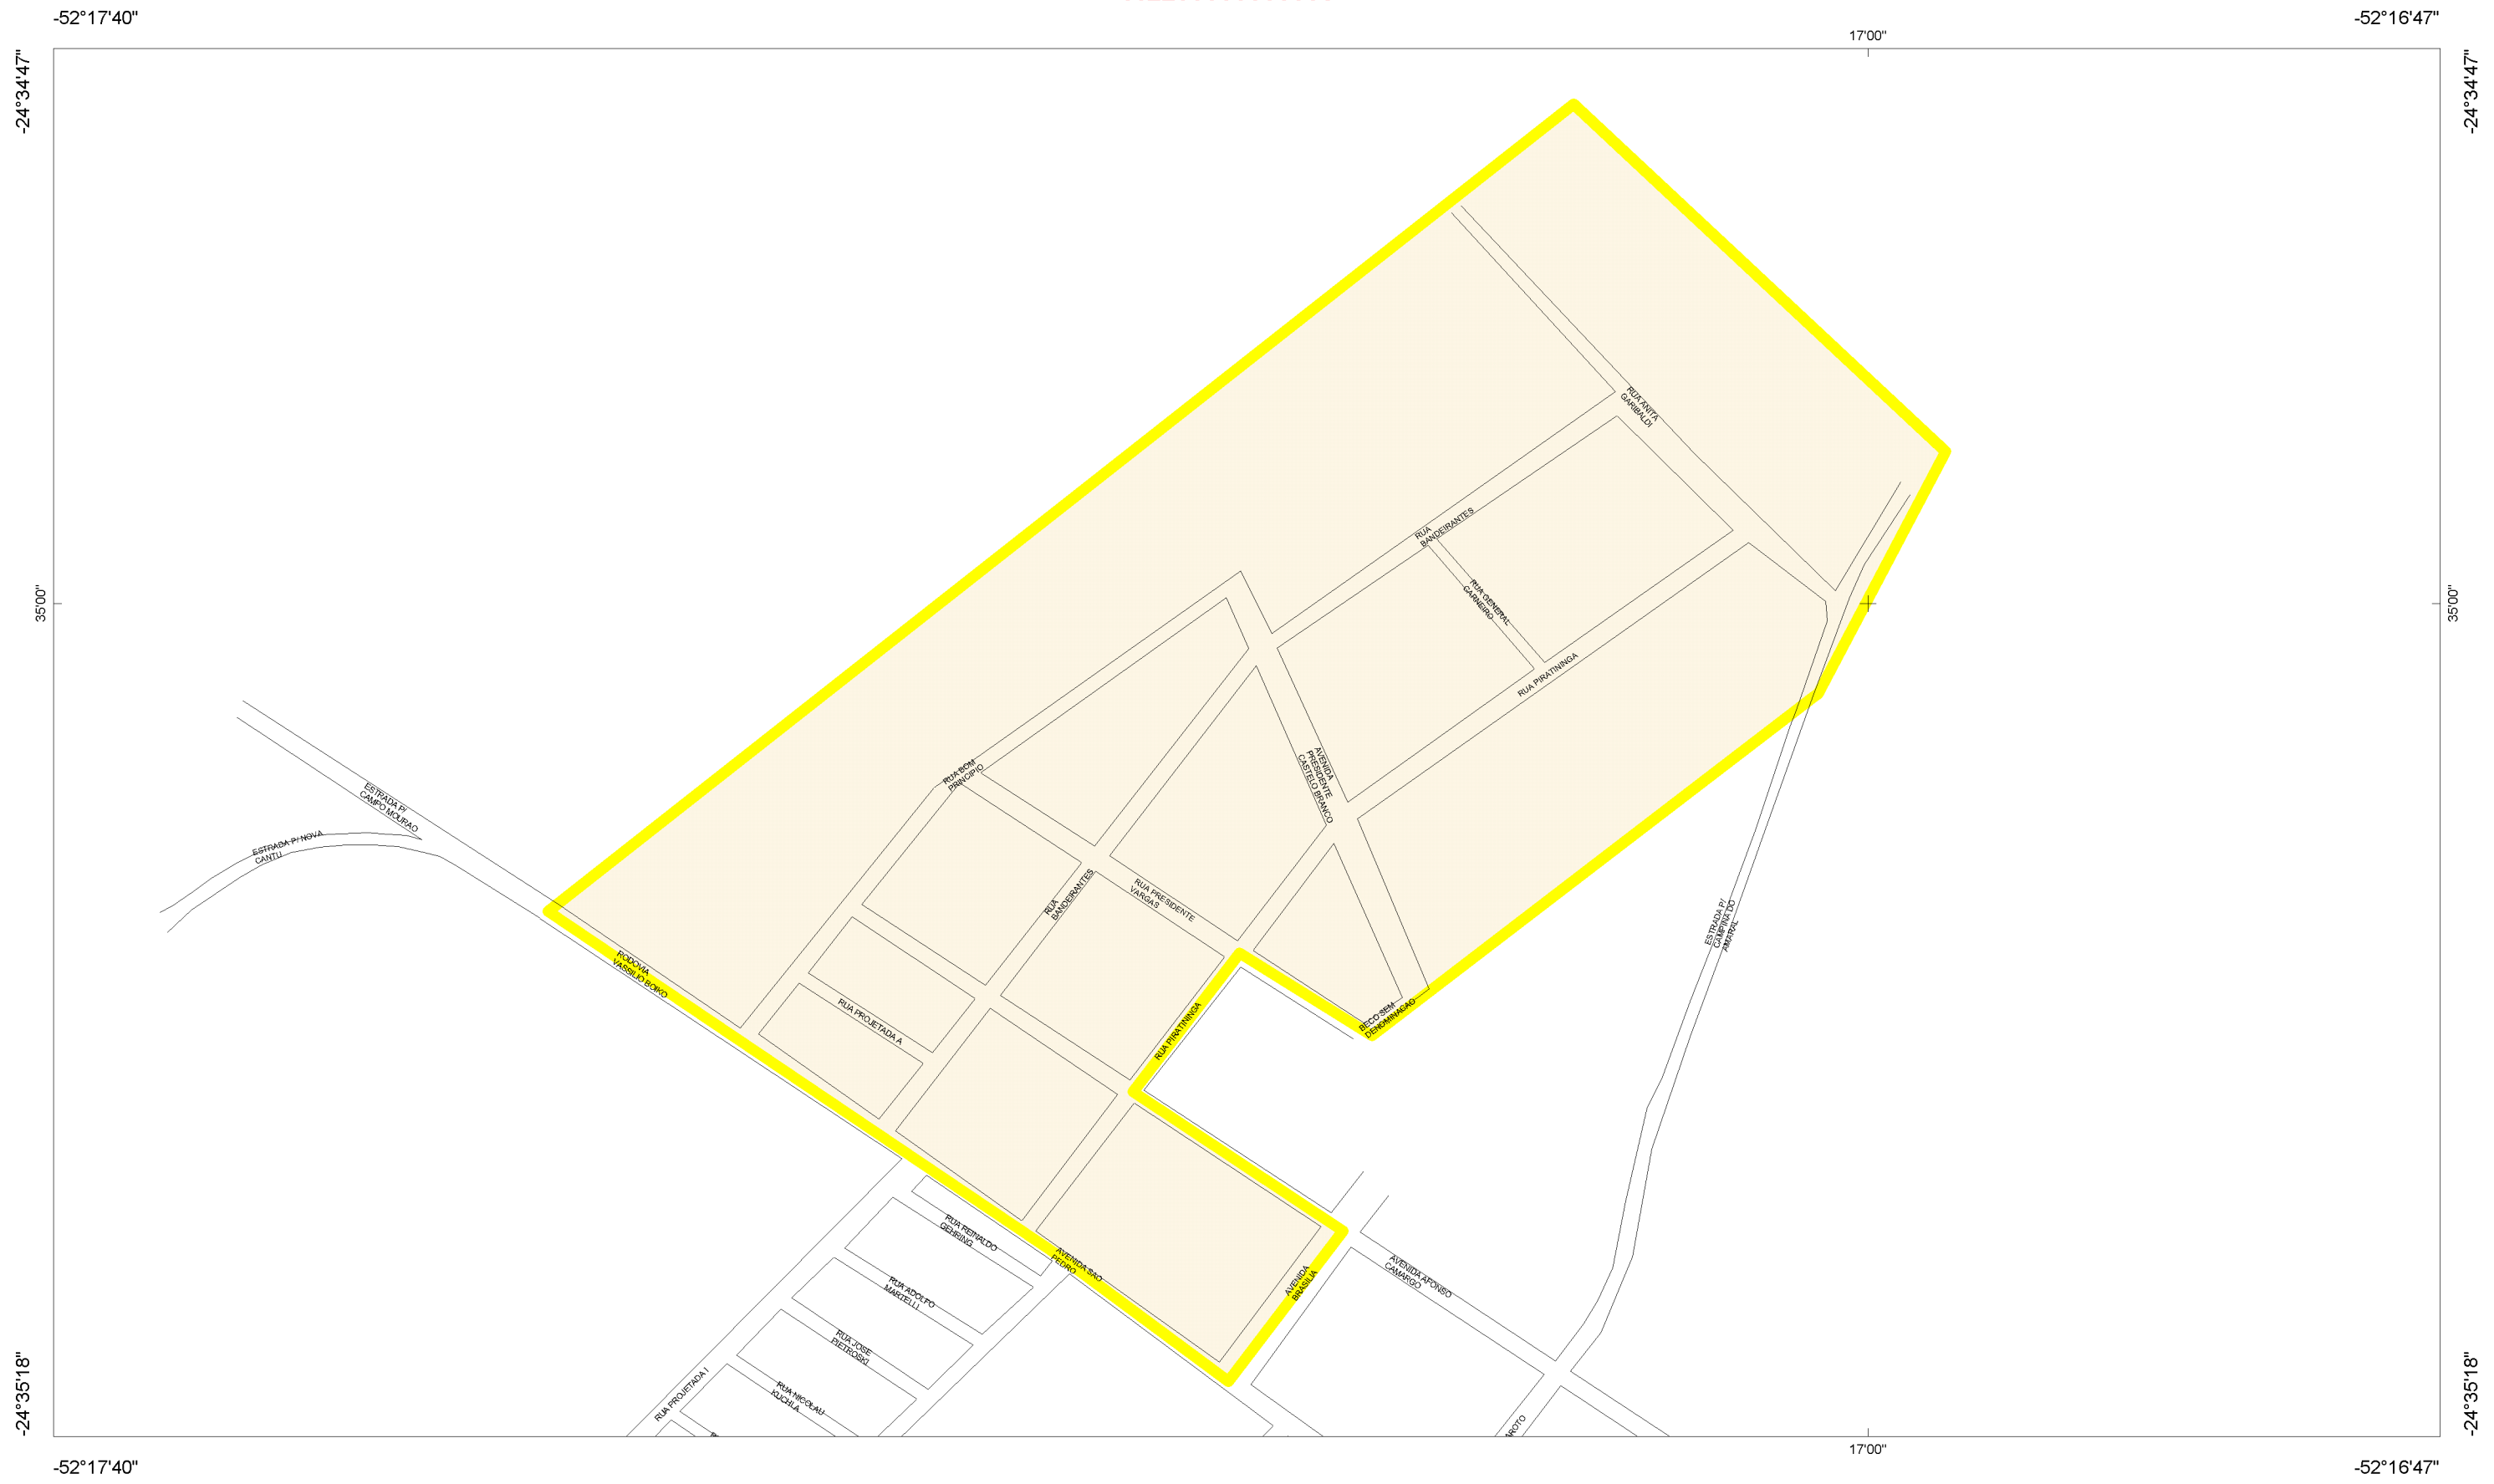 -52°17'40"
-52°16'47"
17'00"
-24°34'47"
-24°34'47"
RUA ANITA
GARIBALDI
RUA
BANDEIRANTES
RUA GENERAL
CARNEIRO
35'00"
35'00"
RUA PIRATININGA
AVENIDA
PRESIDENTE
CASTELO BRANCO
RUA BOM
PRINCIPIO
ESTRADA P/
CAMPO MOURAO
ESTRADA P/ NOVA
CANTU
RUA
BANDEIRANTES
RUA PRESIDENTE
VARGAS
ESTRADA P/
CAMPINA DO
AMARAL
RODOVIA
VASSILIO BOIKO
RUA PROJETADA A
RUA PIRATININGA
BECO SEM
DENOMINACAO
RUA REINALDO
GEHRING
AVENIDA SAO
PEDRO
AVENIDA
BRASILIA
AVENIDA AFONSO
CAMARGO
RUA ADOLFO
MARTELLI
RUA JOSE
PIETROSKI
RUA NICOLAU
KUCHLA
RUA PROJETADA I
-24°35'18"
-24°35'18"
17'00"
-52°17'40"
-52°16'47"